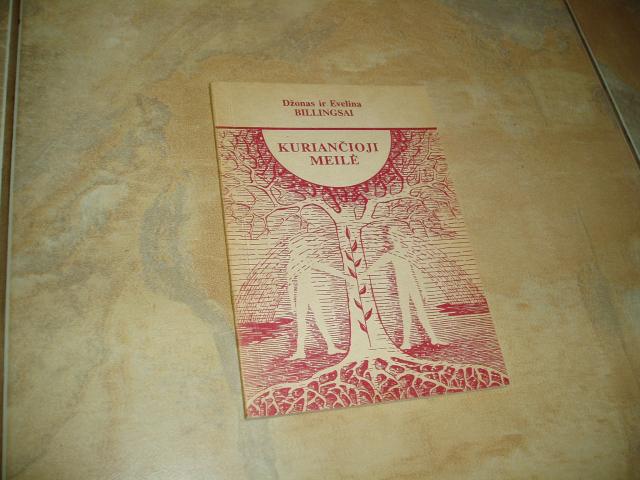 Džonas ir Evelina
BILLINGSAI
KURIANČIOJI
MEILĖ